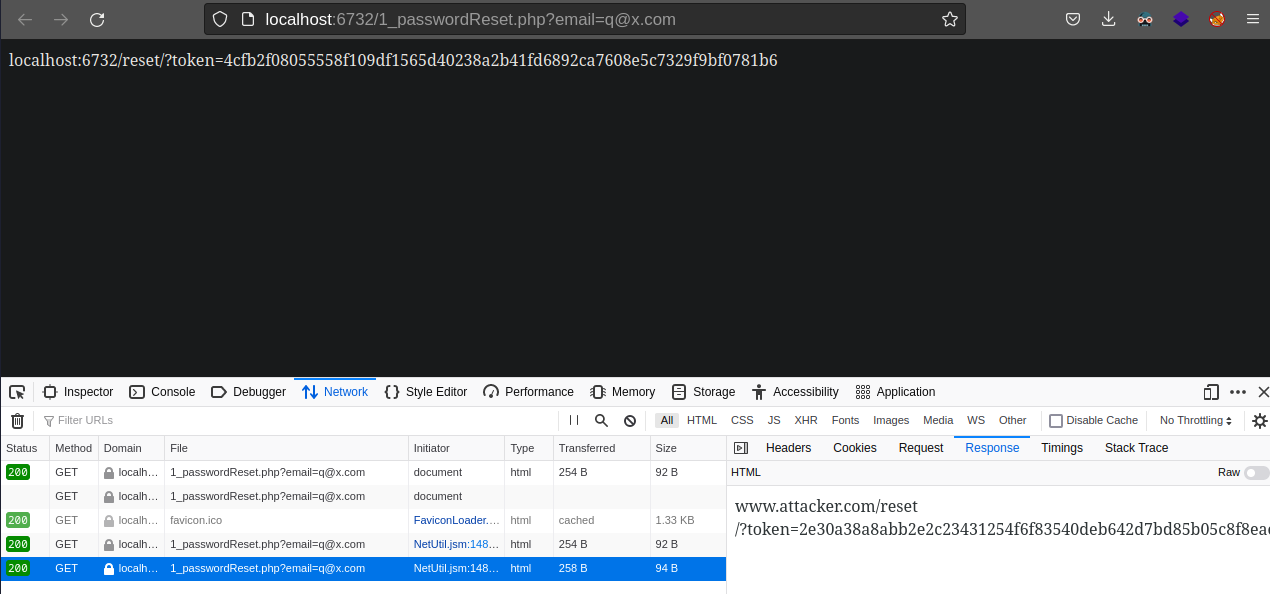 localhost:6732/1_passwordReset.php?email=q@x.com
localhost:6732/reset/?token=4cfb2f08055558f109df1565d40238a2b41fd6892ca7608e5c7329f9bf0781b6
Inspector Console Debugger Network Style Editor Performance Memory Storage Accessibility Application
Filter URLs All HTML CSS JS XHR Fonts Images Media WS Other Disable Cache No Throttling
Status Method Domain File Initiator Type Transferred Size Headers Cookies Request Response Timings Stack Trace
200 GET localh… 1_passwordReset.php?email=q@x.com document html 254 B 92 B HTML Raw
GET localh… 1_passwordReset.php?email=q@x.com document
www.attacker.com/reset
200 GET localh… favicon.ico FaviconLoader.… html cached 1.33 KB
/?token=2e30a38a8abb2e2c23431254f6f83540deb642d7bd85b05c8f8eac
200 GET localh… 1_passwordReset.php?email=q@x.com NetUtil.jsm:148… html 254 B 92 B
200 GET localh… 1_passwordReset.php?email=q@x.com NetUtil.jsm:148… html 258 B 94 B